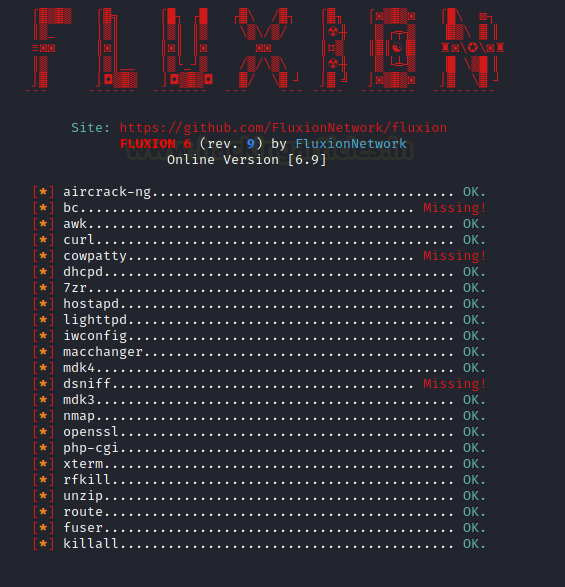 FLUXION
Site: https://github.com/FluxionNetwork/fluxion
FLUXION 6 (rev. 9) by FluxionNetwork
Online Version [6.9]
[*] aircrack-ng...................................... OK.
[*] bc........................................... Missing!
[*] awk.............................................. OK.
[*] curl............................................. OK.
[*] cowpatty..................................... Missing!
[*] dhcpd............................................ OK.
[*] 7zr.............................................. OK.
[*] hostapd.......................................... OK.
[*] lighttpd......................................... OK.
[*] iwconfig......................................... OK.
[*] macchanger....................................... OK.
[*] mdk4............................................. OK.
[*] dsniff....................................... Missing!
[*] mdk3............................................. OK.
[*] nmap............................................. OK.
[*] openssl.......................................... OK.
[*] php-cgi.......................................... OK.
[*] xterm............................................ OK.
[*] rfkill........................................... OK.
[*] unzip............................................ OK.
[*] route............................................ OK.
[*] fuser............................................ OK.
[*] killall.......................................... OK.